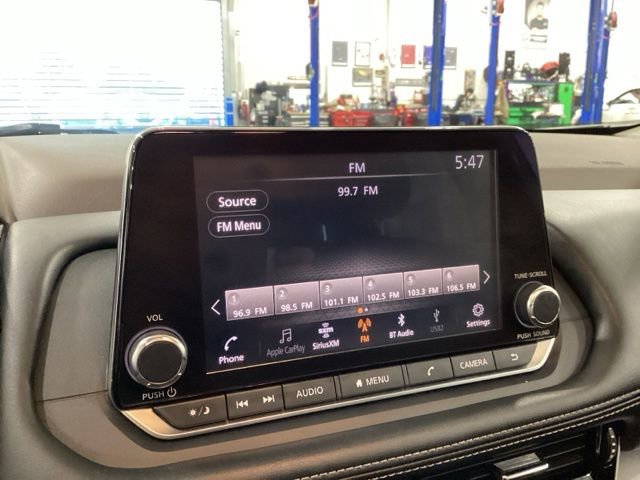 FM
5:47
99.7 FM
Source
FM Menu
1 2 3 4 5 6
96.9 FM 98.5 FM 101.1 FM 102.5 FM 103.3 FM 106.5 FM
Phone
Apple CarPlay
SXM
SiriusXM
FM
BT Audio
USB2
Settings
VOL
PUSH
TUNE·SCROLL
PUSH SOUND
AUDIO
MENU
CAMERA